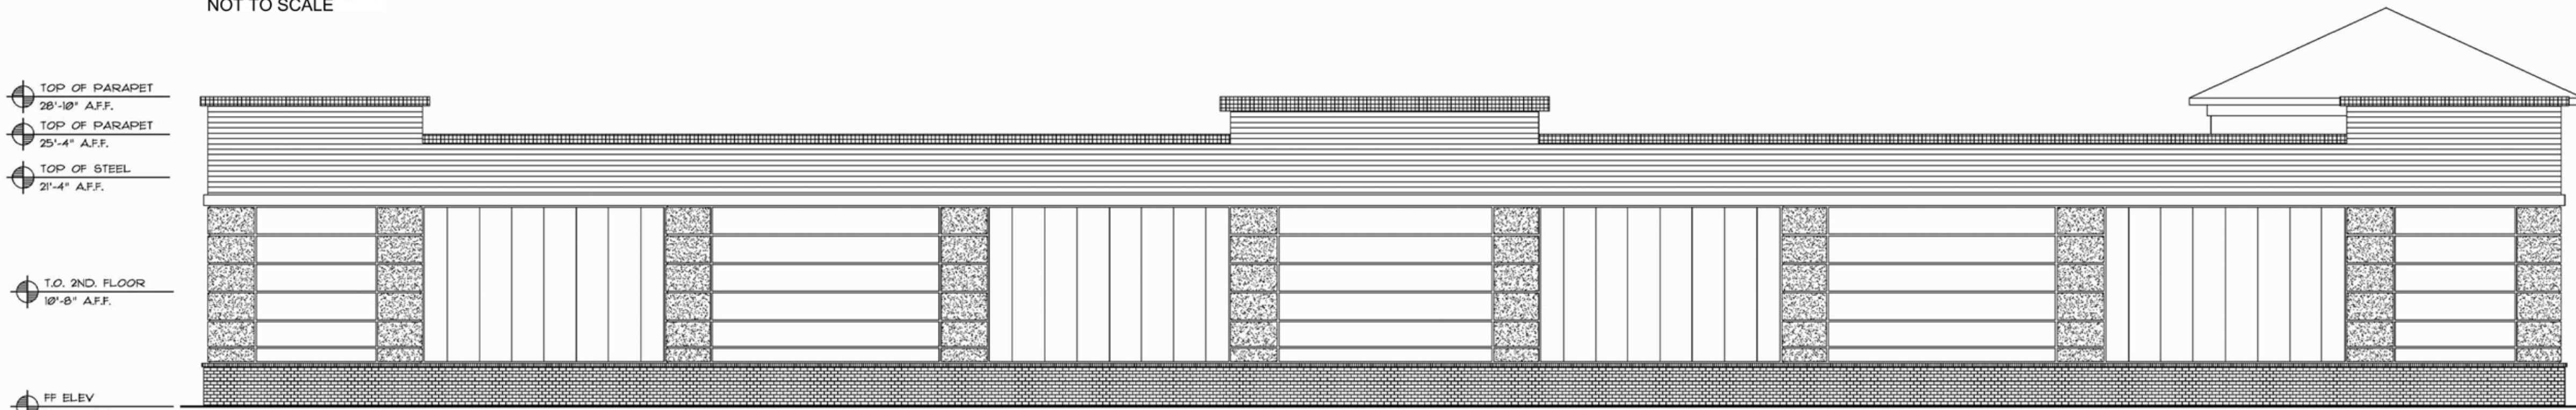 NOT TO SCALE
TOP OF PARAPET
28'-10" A.F.F.
TOP OF PARAPET
25'-4" A.F.F.
TOP OF STEEL
21'-4" A.F.F.
T.O. 2ND. FLOOR
10'-8" A.F.F.
FF ELEV